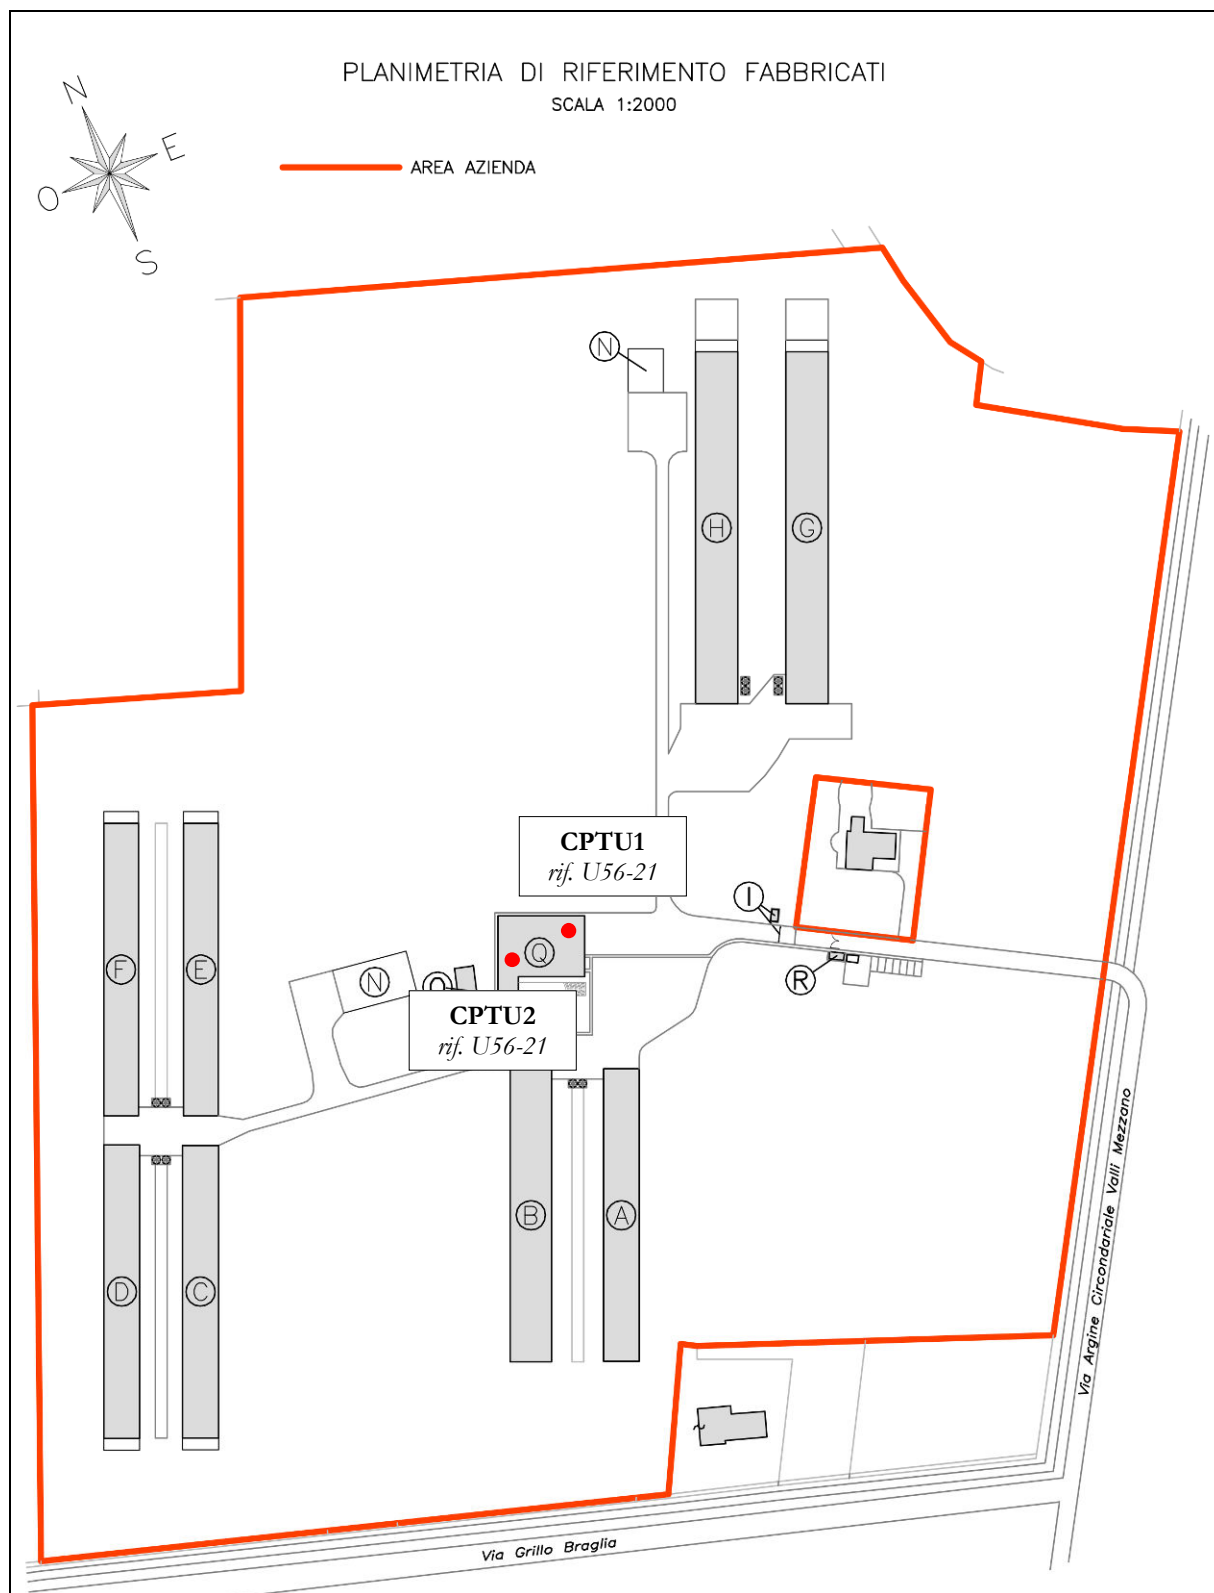 PLANIMETRIA DI RIFERIMENTO FABBRICATI
SCALA 1:2000
N
E
O
S
AREA AZIENDA
N
H
G
CPTU1
rif. U56-21
I
F
E
N
O
Q
R
CPTU2
rif. U56-21
B
A
D
C
Via Argine Circondariale Valli Mezzano
Via Grillo Braglia